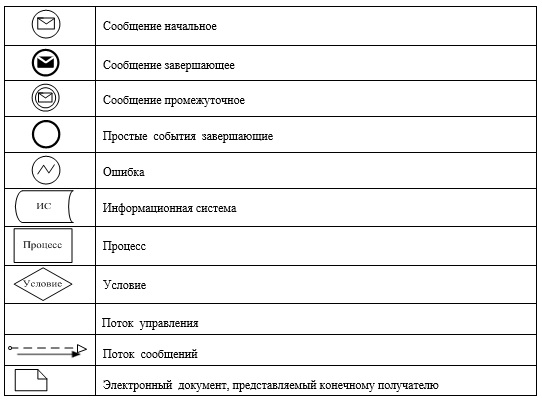 Сообщение начальное
Сообщение завершающее
Сообщение промежуточное
Простые события завершающие
Ошибка
ИС Информационная система
Процесс Процесс
Условие Условие
Поток управления
Поток сообщений
Электронный документ, представляемый конечному получателю